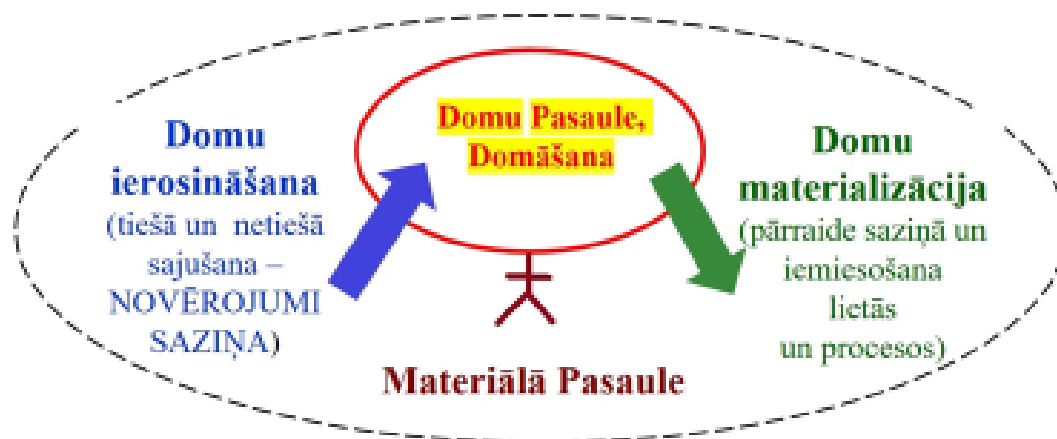 Domu Pasaule,
Domāšana
Domu
ierosināšana
(tiešā un netiešā
sajušana –
NOVĒROJUMI
SAZIŅA)
Domu
materializācija
(pārraide saziņā un
iemiesošana
lietās
un procesos)
Materiālā Pasaule